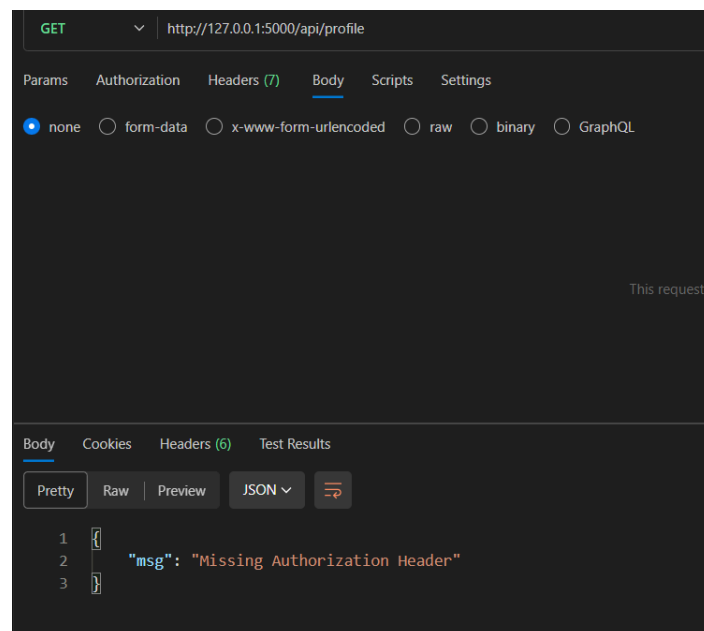 GET http://127.0.0.1:5000/api/profile
Params Authorization Headers (7) Body Scripts Settings
none form-data x-www-form-urlencoded raw binary GraphQL
This request
Body Cookies Headers (6) Test Results
Pretty Raw Preview JSON
1 {
2 "msg": "Missing Authorization Header"
3 }